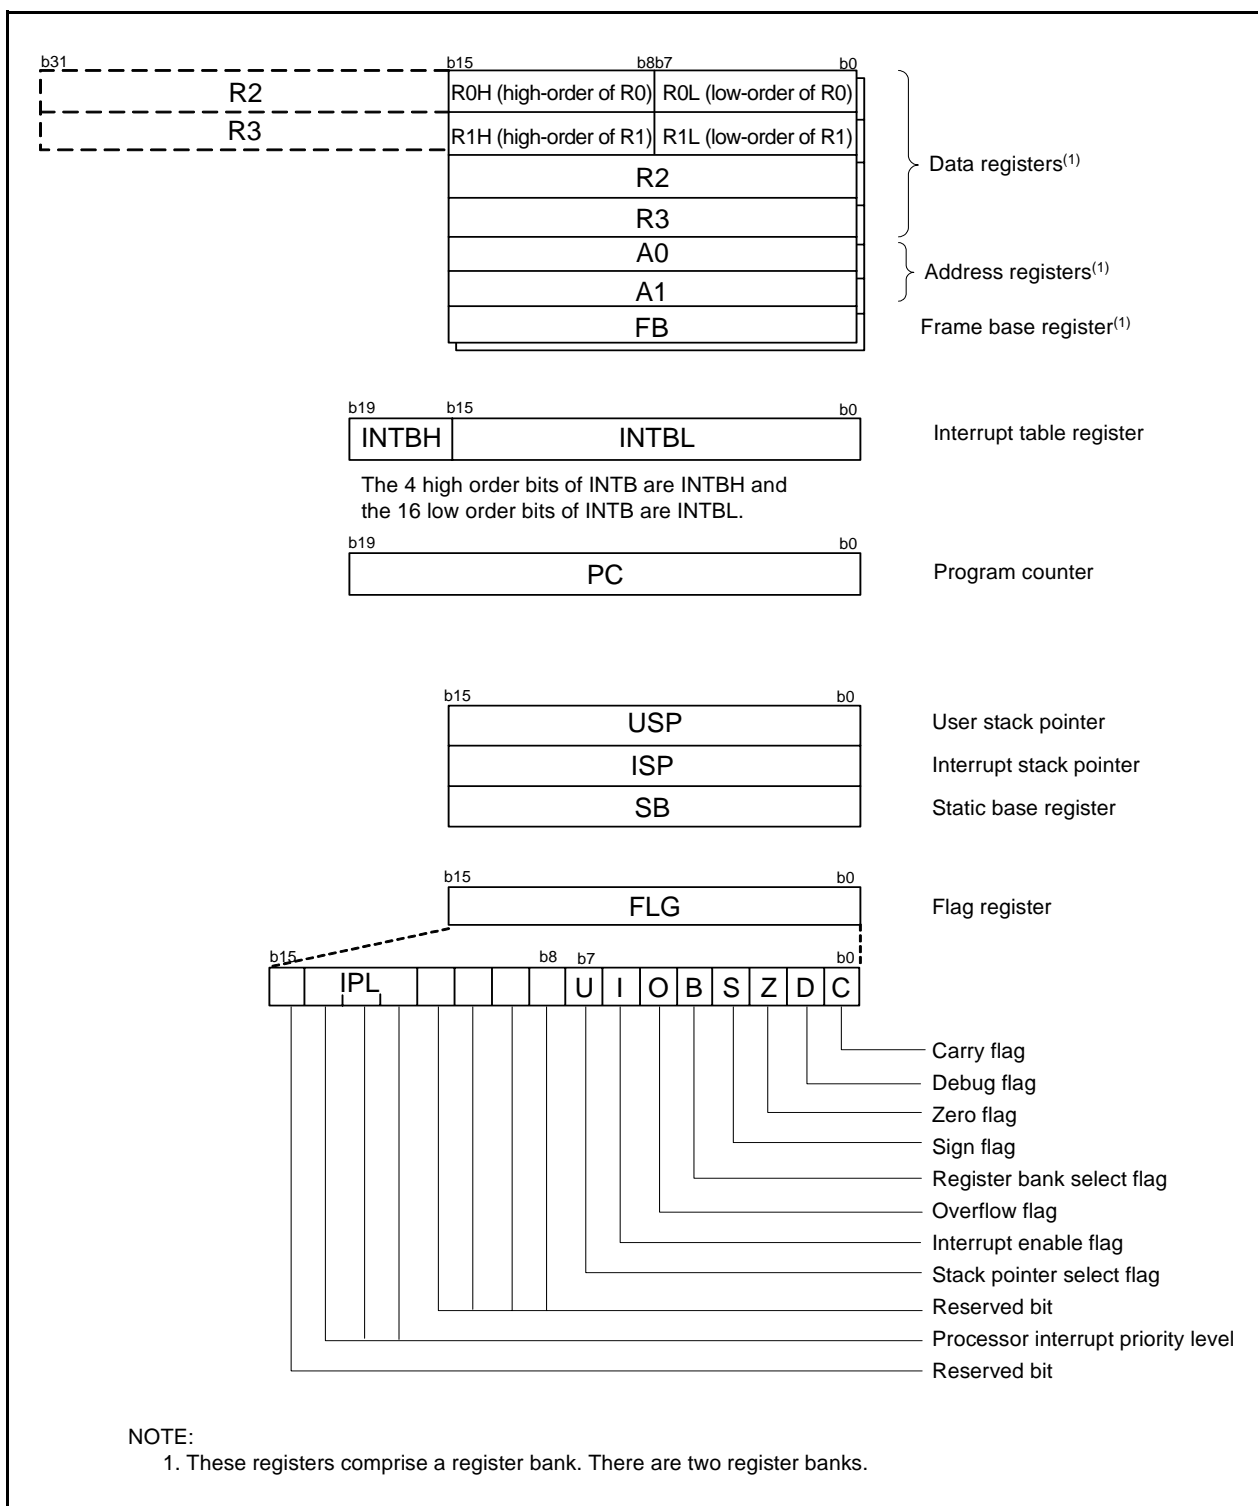 b31 b15 b8b7 b0
R2 R0H (high-order of R0) R0L (low-order of R0)
R3 R1H (high-order of R1) R1L (low-order of R1)
Data registers(1)
R2
R3
A0
Address registers(1)
A1
FB Frame base register(1)
b19 b15 b0
INTBH INTBL Interrupt table register
The 4 high order bits of INTB are INTBH and
the 16 low order bits of INTB are INTBL.
b19 b0
PC Program counter
b15 b0
USP User stack pointer
ISP Interrupt stack pointer
SB Static base register
b15 b0
FLG Flag register
b15 b8 b7 b0
IPL U I O B S Z D C
Carry flag
Debug flag
Zero flag
Sign flag
Register bank select flag
Overflow flag
Interrupt enable flag
Stack pointer select flag
Reserved bit
Processor interrupt priority level
Reserved bit
NOTE:
1. These registers comprise a register bank. There are two register banks.